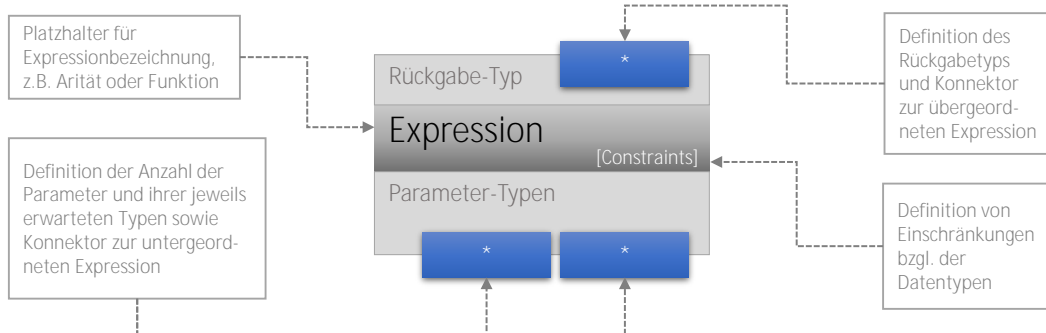 Platzhalter für
Expressionbezeichnung,
z.B. Arität oder Funktion
Definition der Anzahl der
Parameter und ihrer jeweils
erwarteten Typen sowie
Konnektor zur untergeord-
neten Expression
*
Rückgabe-Typ
Expression
[Constraints]
Parameter-Typen
*
*
Definition des
Rückgabetyps
und Konnektor
zur übergeord-
neten Expression
Definition von
Einschränkungen
bzgl. der
Datentypen